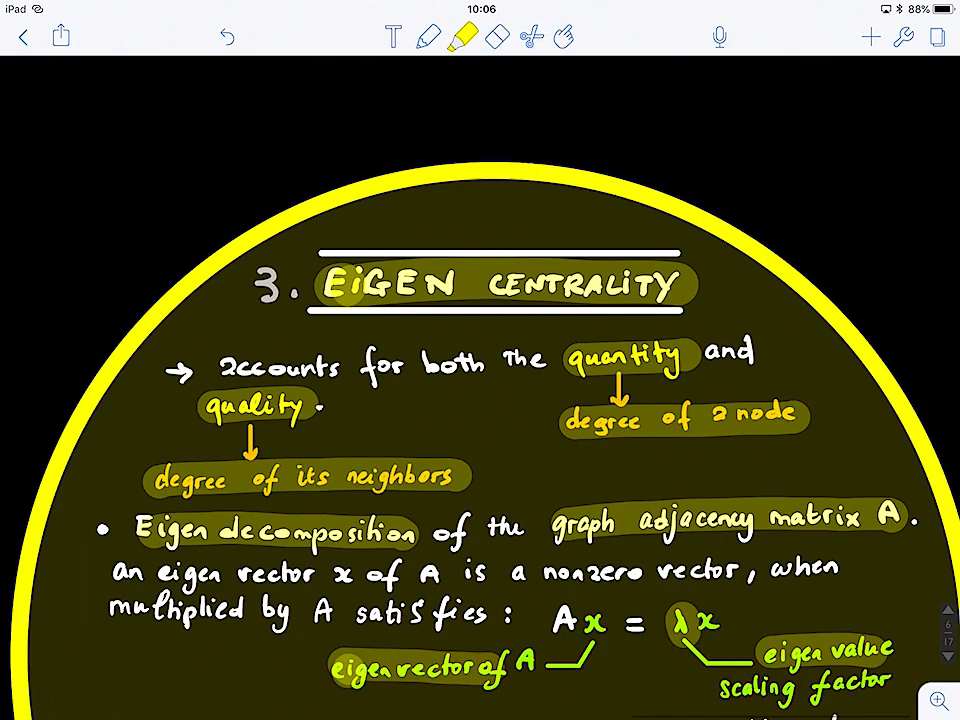 iPad
10:06
88%
3. EiGEN CENTRALiTY
→ accounts for both the quantity and
quality.
degree of a node
degree of its neighbors
• Eigen decomposition of the graph adjacency matrix A.
an eigen vector x of A is a nonzero vector, when
multiplied by A satisfies : Ax = λx
eigen vector of A
eigen value
scaling factor
6
17